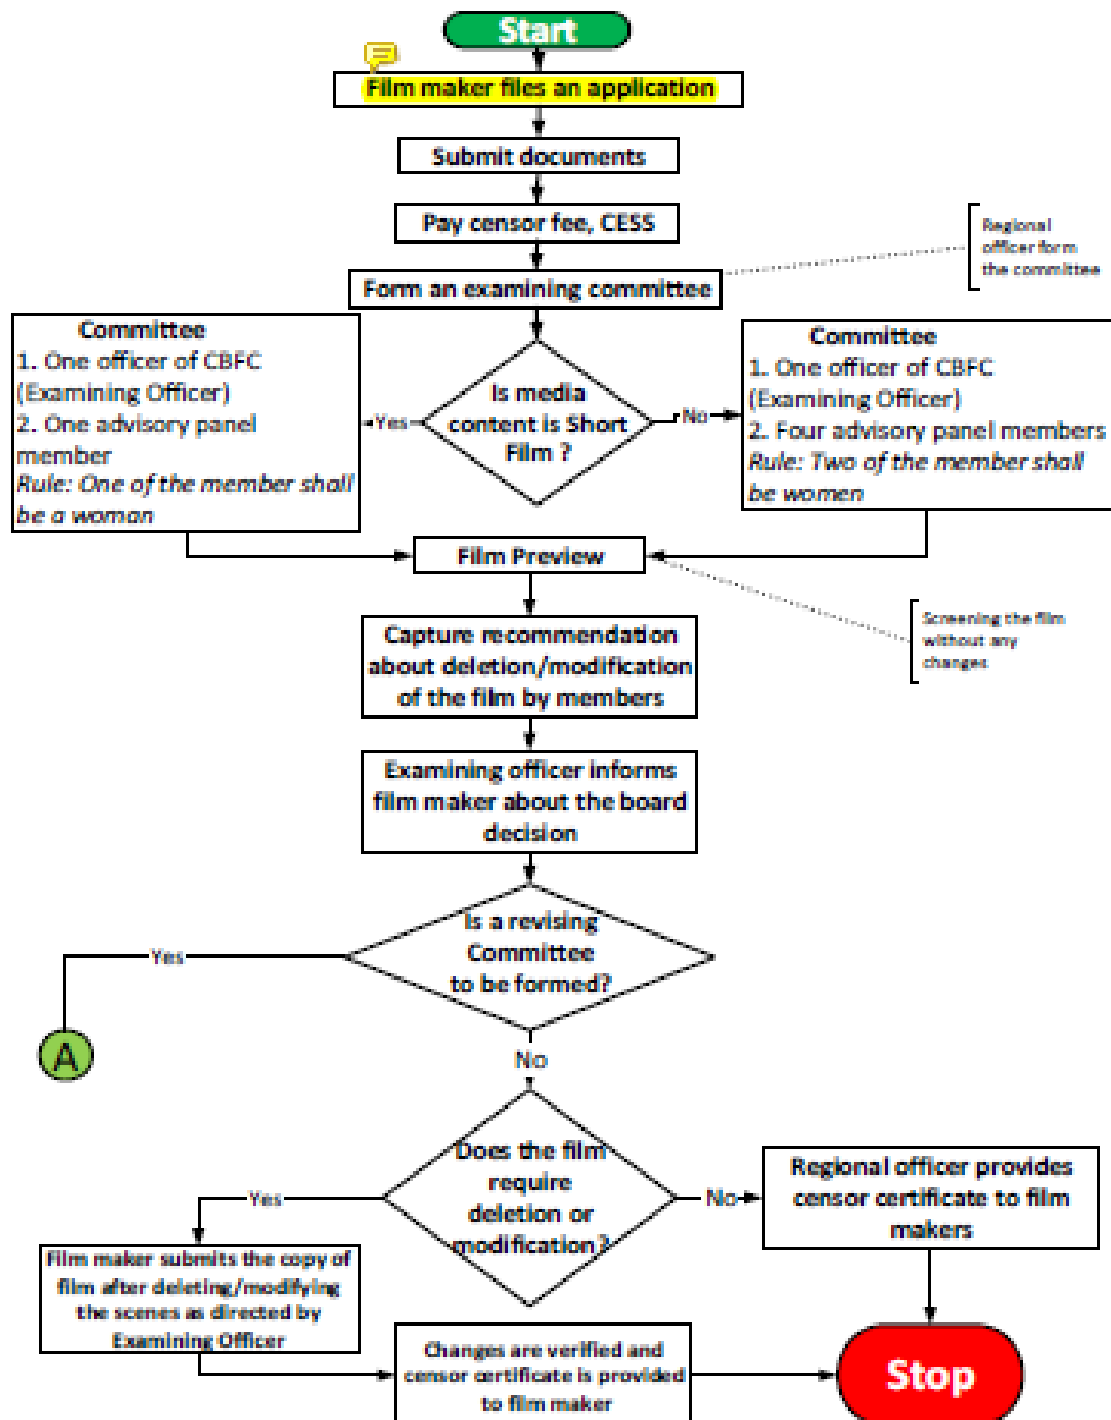 Start
Film maker files an application
Submit documents
Pay censor fee, CESS
Regional
officer form
the committee
Form an examining committee
Committee
1. One officer of CBFC
(Examining Officer)
2. One advisory panel
member
Rule: One of the member shall
be a woman
Yes
Is media
content is Short
Film ?
No
Committee
1. One officer of CBFC
(Examining Officer)
2. Four advisory panel members
Rule: Two of the member shall
be women
Film Preview
Screening the film
without any
changes
Capture recommendation
about deletion/modification
of the film by members
Examining officer informs
film maker about the board
decision
Is a revising
Committee
to be formed?
Yes
A
No
Does the film
require
deletion or
modification?
Yes
No
Regional officer provides
censor certificate to film
makers
Film maker submits the copy of
film after deleting/modifying
the scenes as directed by
Examining Officer
Changes are verified and
censor certificate is provided
to film maker
Stop